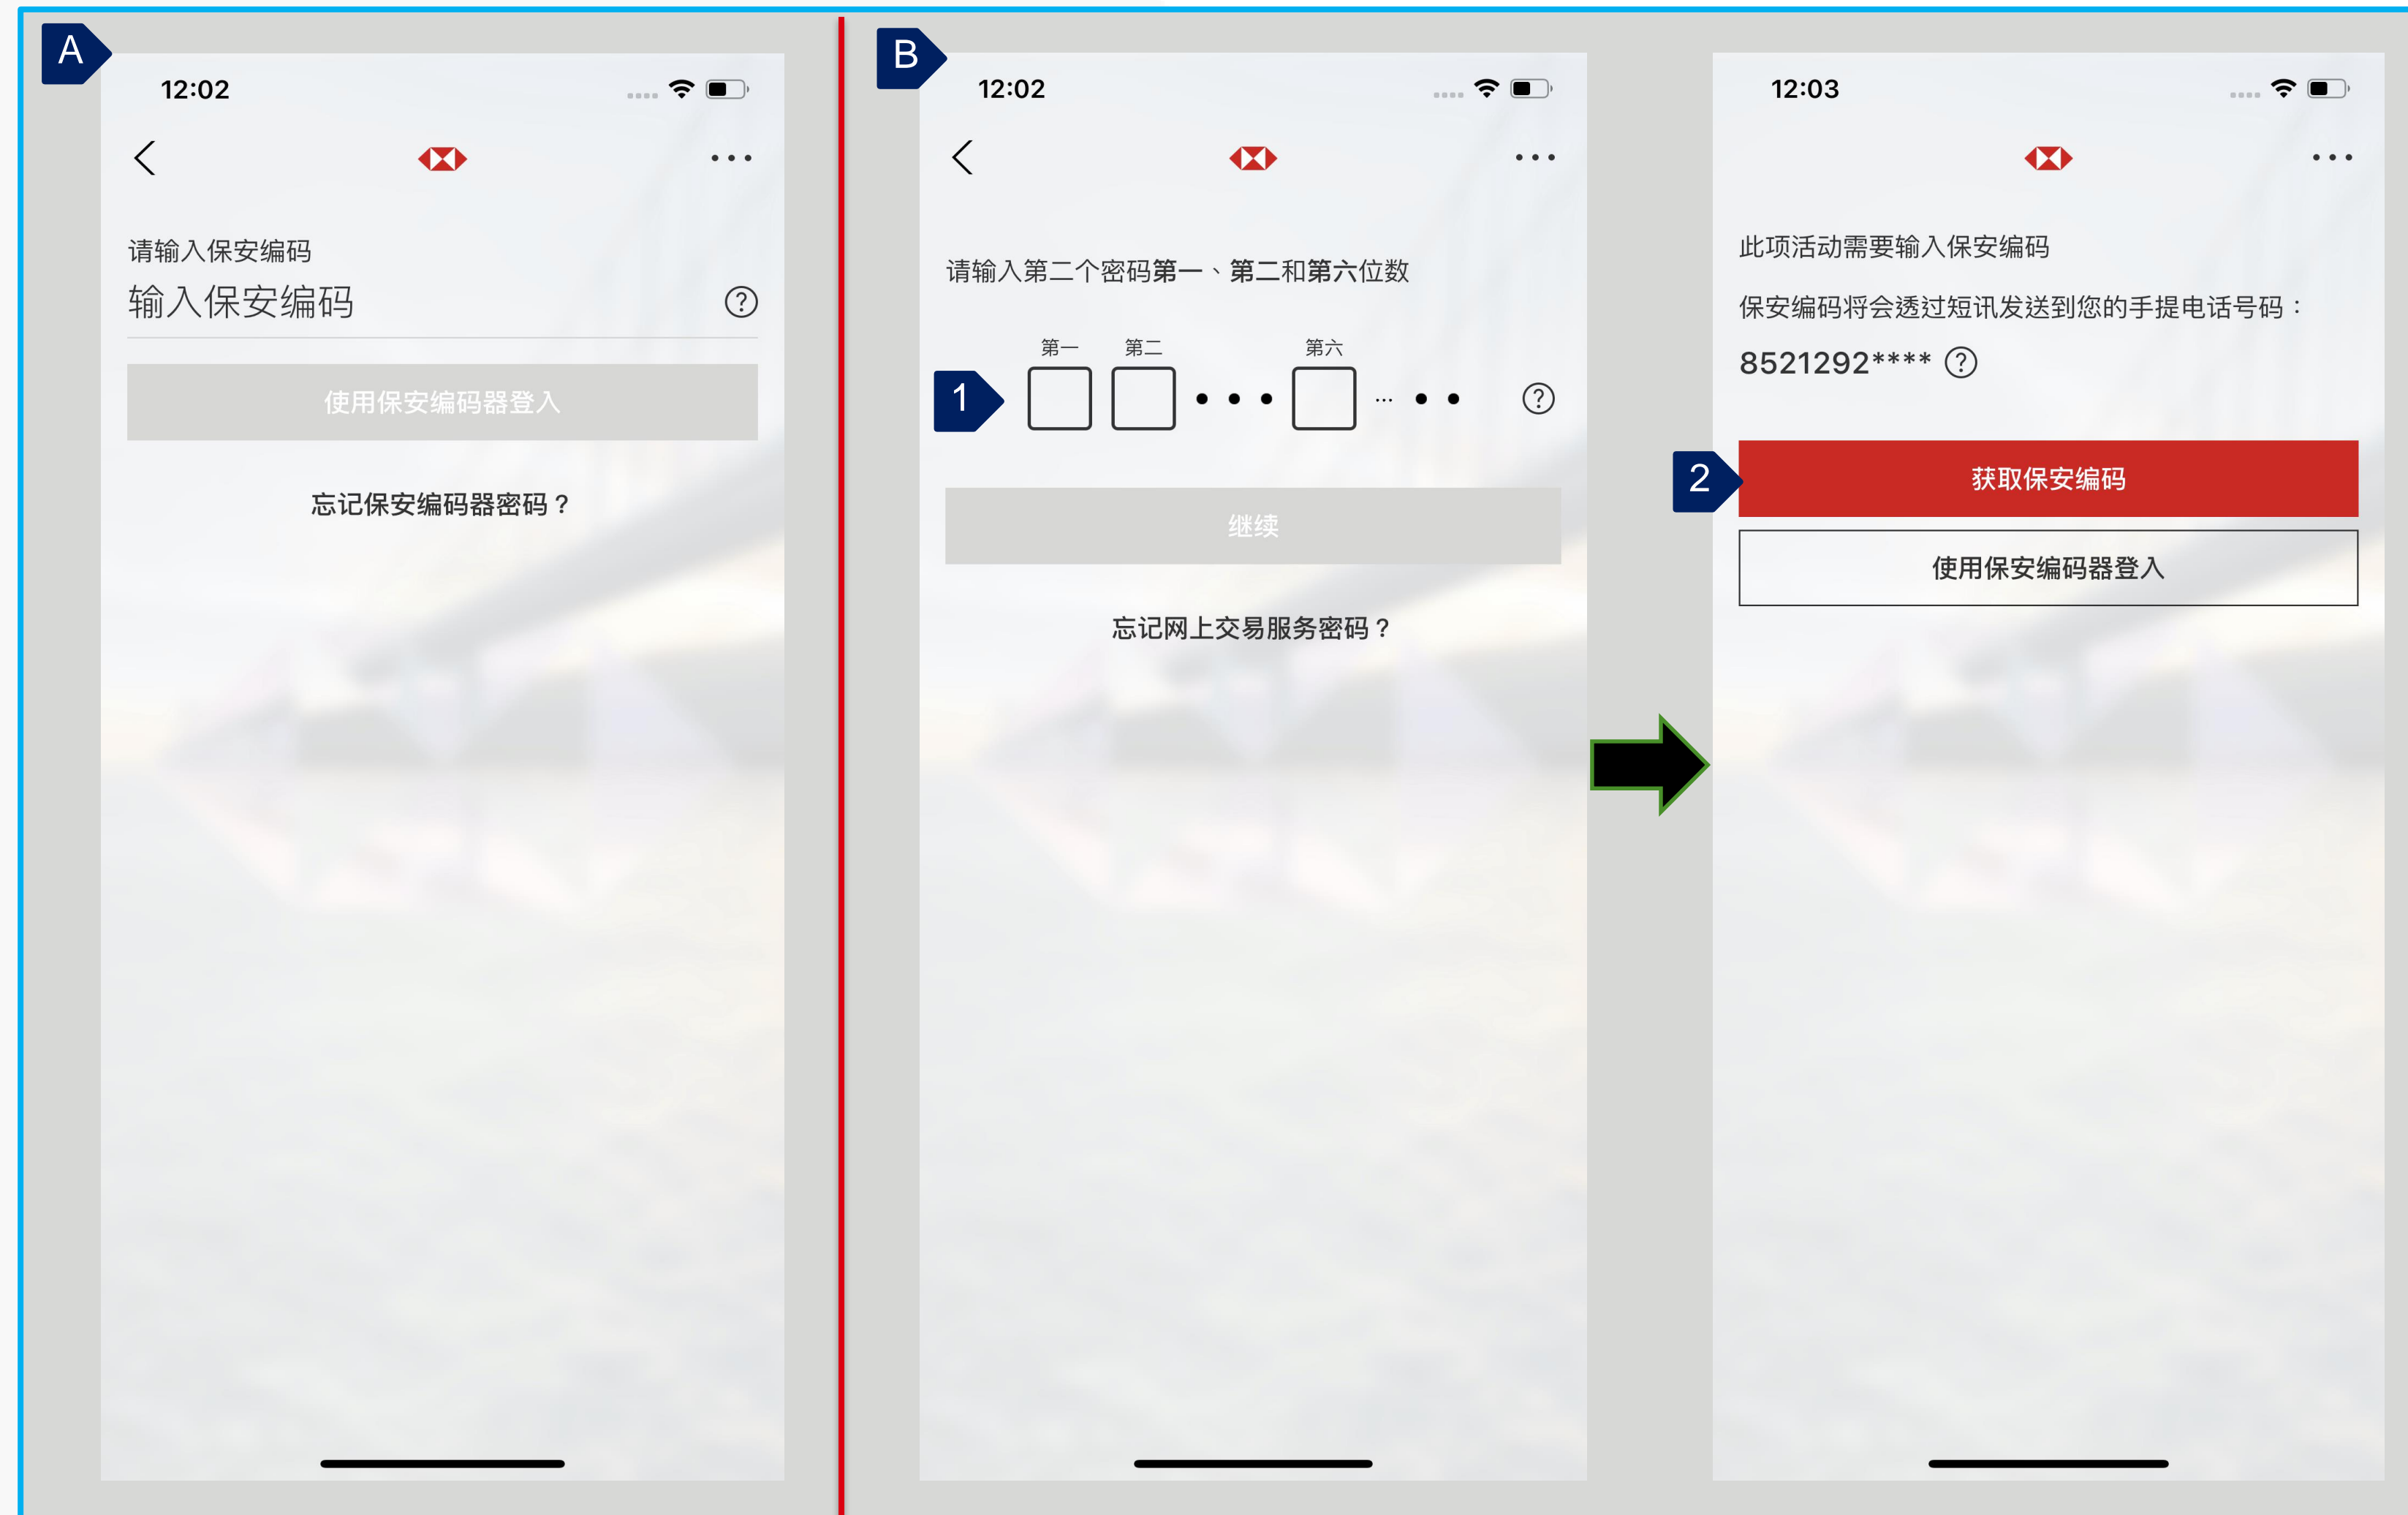 A
12:02
请输入保安编码
输入保安编码
?
使用保安编码器登入
忘记保安编码器密码？
B
12:02
请输入第二个密码第一、第二和第六位数
第一 第二 第六
1
?
继续
忘记网上交易服务密码？
12:03
此项活动需要输入保安编码
保安编码将会透过短讯发送到您的手提电话号码：
8521292**** ?
2
获取保安编码
使用保安编码器登入